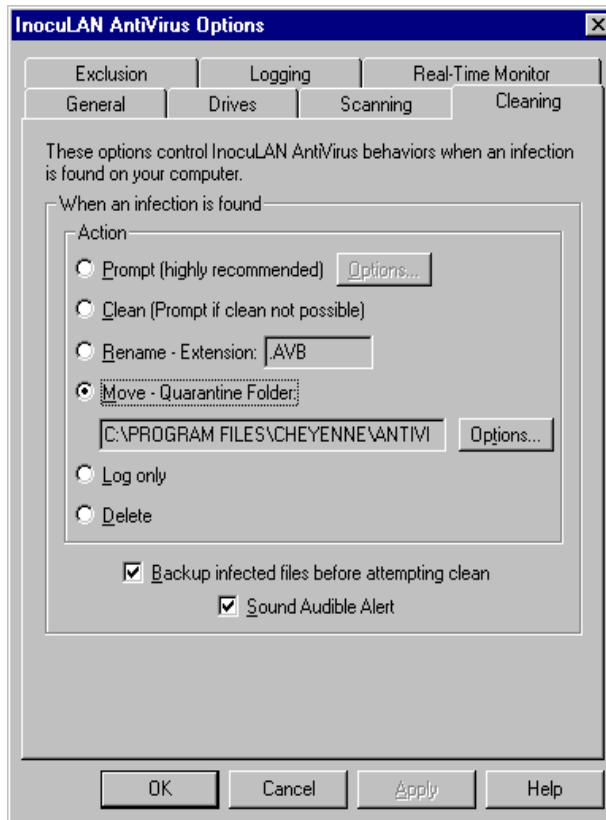 InocuLAN AntiVirus Options
Exclusion Logging Real-Time Monitor
General Drives Scanning Cleaning
These options control InocuLAN AntiVirus behaviors when an infection
is found on your computer.
When an infection is found
Action
Prompt (highly recommended) Options...
Clean (Prompt if clean not possible)
Rename - Extension: .AVB
Move - Quarantine Folder:
C:\PROGRAM FILES\CHEYENNE\ANTIVI Options...
Log only
Delete
Backup infected files before attempting clean
Sound Audible Alert
OK Cancel Apply Help